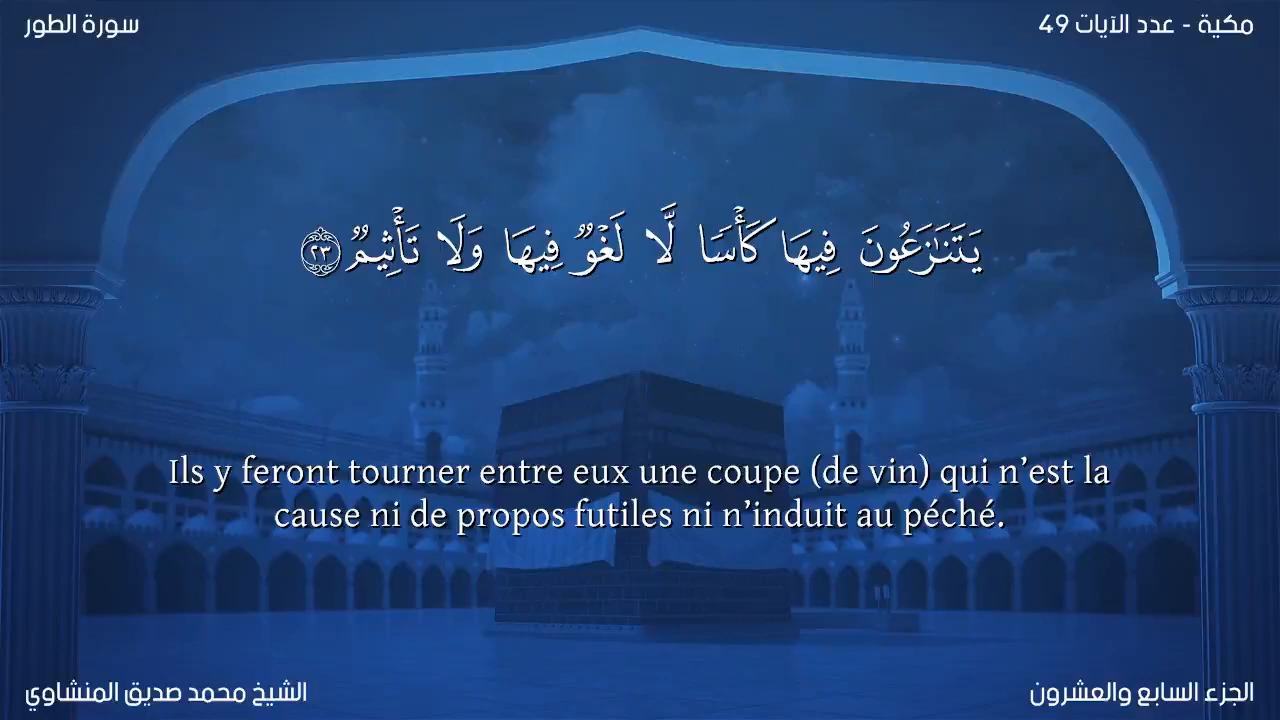 سورة الطور
مكية - عدد الآيات 49
يَتَنَـٰزَعُونَ فِيهَا كَأْسًا لَّا لَغْوٌ فِيهَا وَلَا تَأْثِيمٌ ٢٣
Ils y feront tourner entre eux une coupe (de vin) qui n’est la
cause ni de propos futiles ni n’induit au péché.
الشيخ محمد صديق المنشاوي
الجزء السابع والعشرون